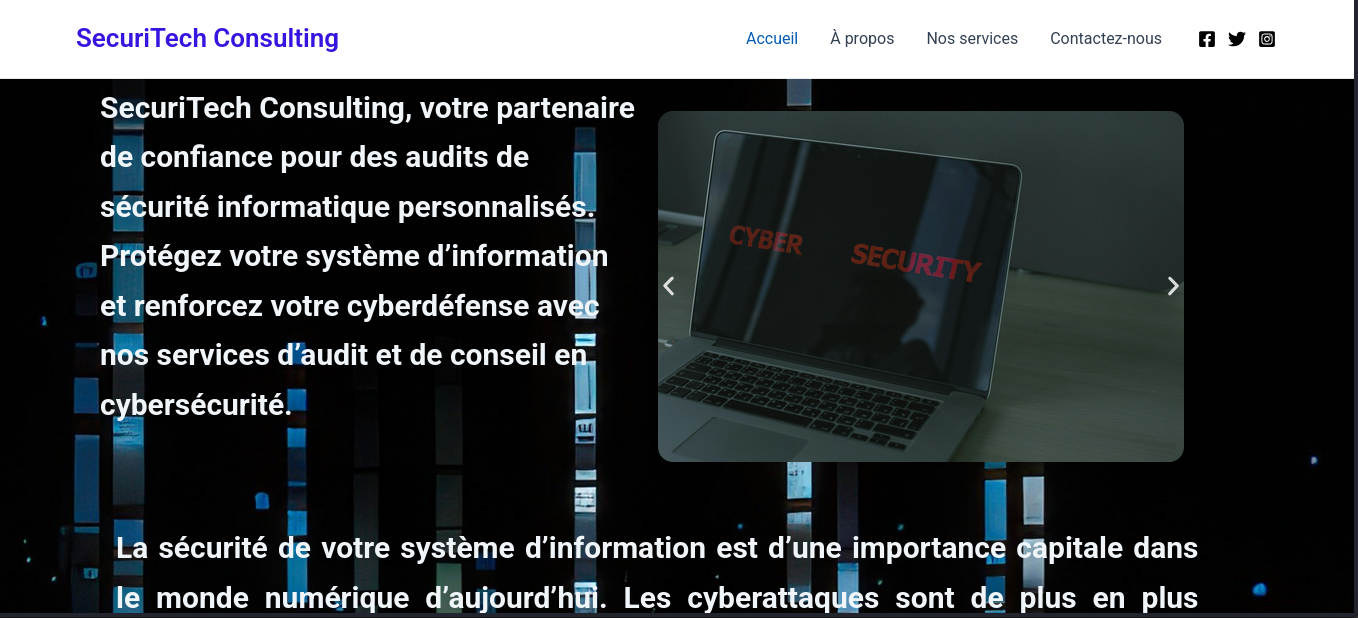 SecuriTech Consulting
Accueil À propos Nos services Contactez-nous
SecuriTech Consulting, votre partenaire
de confiance pour des audits de
sécurité informatique personnalisés.
Protégez votre système d’information
et renforcez votre cyberdéfense avec
nos services d’audit et de conseil en
cybersécurité.
CYBER SECURITY
La sécurité de votre système d’information est d’une importance capitale dans
le monde numérique d’aujourd’hui. Les cyberattaques sont de plus en plus